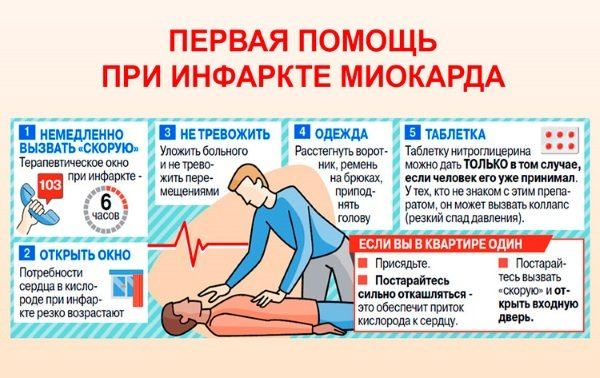 ПЕРВАЯ ПОМОЩЬ
ПРИ ИНФАРКТЕ МИОКАРДА
1 НЕМЕДЛЕННО
ВЫЗВАТЬ «СКОРУЮ»
Терапевтическое окно
при инфаркте -
103
6
часов
2 ОТКРЫТЬ ОКНО
Потребности
сердца в кисло-
роде при инфар-
кте резко возрастают
3 НЕ ТРЕВОЖИТЬ
Уложить больного
и не трево-
жить пере-
мещениями
4 ОДЕЖДА
Расстегнуть ворот-
ник, ремень
на брюках,
припод-
нять
голову
5 ТАБЛЕТКА
Таблетку нитроглицерина
можно дать ТОЛЬКО в том случае,
если человек его уже принимал.
У тех, кто не знаком с этим препа-
ратом, он может вызвать коллапс
(резкий спад давления).
ЕСЛИ ВЫ В КВАРТИРЕ ОДИН
Присядьте.
Постарайтесь
сильно откашляться -
это обеспечит приток
кислорода к сердцу.
Постарай-
тесь вызвать
«скорую» и от-
крыть входную
дверь.